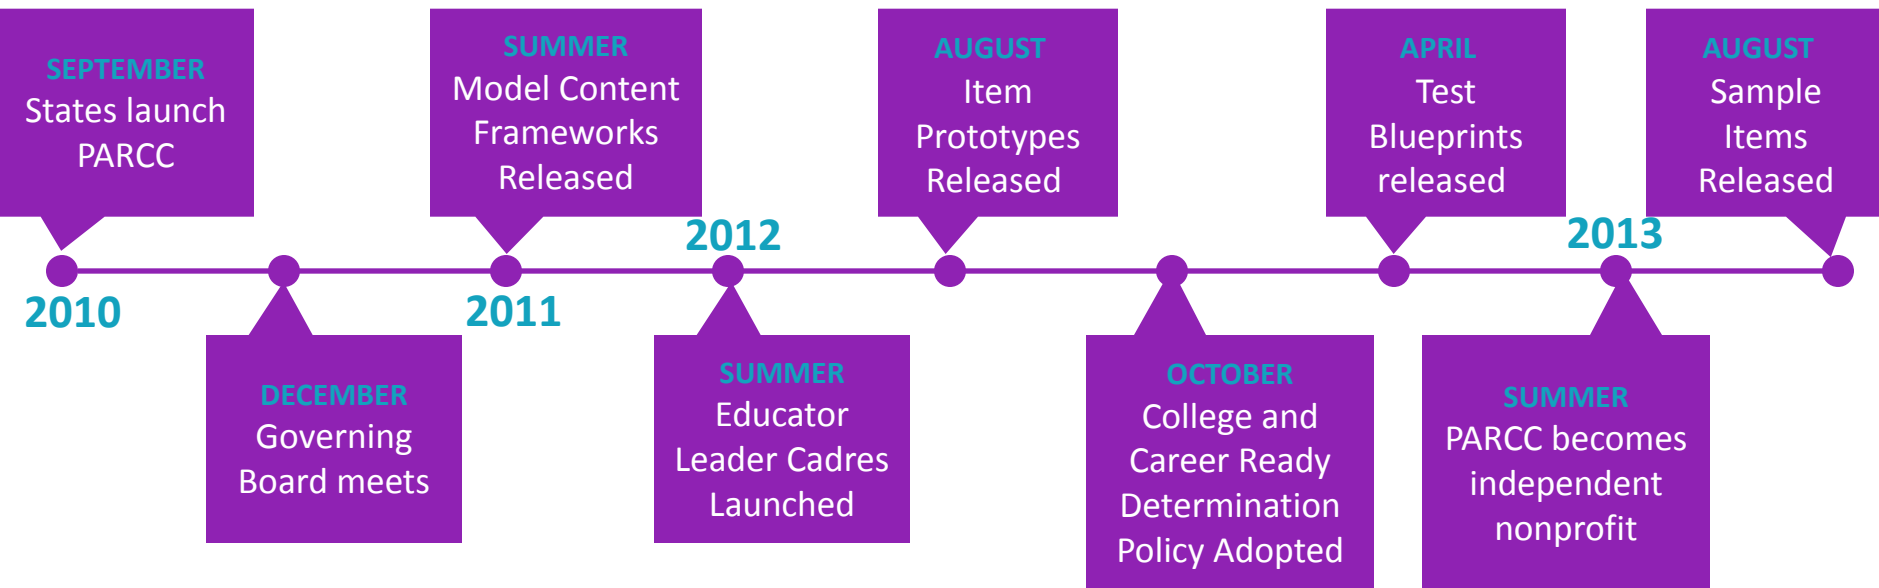 SEPTEMBER
States launch
PARCC
SUMMER
Model Content
Frameworks
Released
AUGUST
Item
Prototypes
Released
APRIL
Test
Blueprints
released
AUGUST
Sample
Items
Released
2012
2013
2010
2011
DECEMBER
Governing
Board meets
SUMMER
Educator
Leader Cadres
Launched
OCTOBER
College and
Career Ready
Determination
Policy Adopted
SUMMER
PARCC becomes
independent
nonprofit